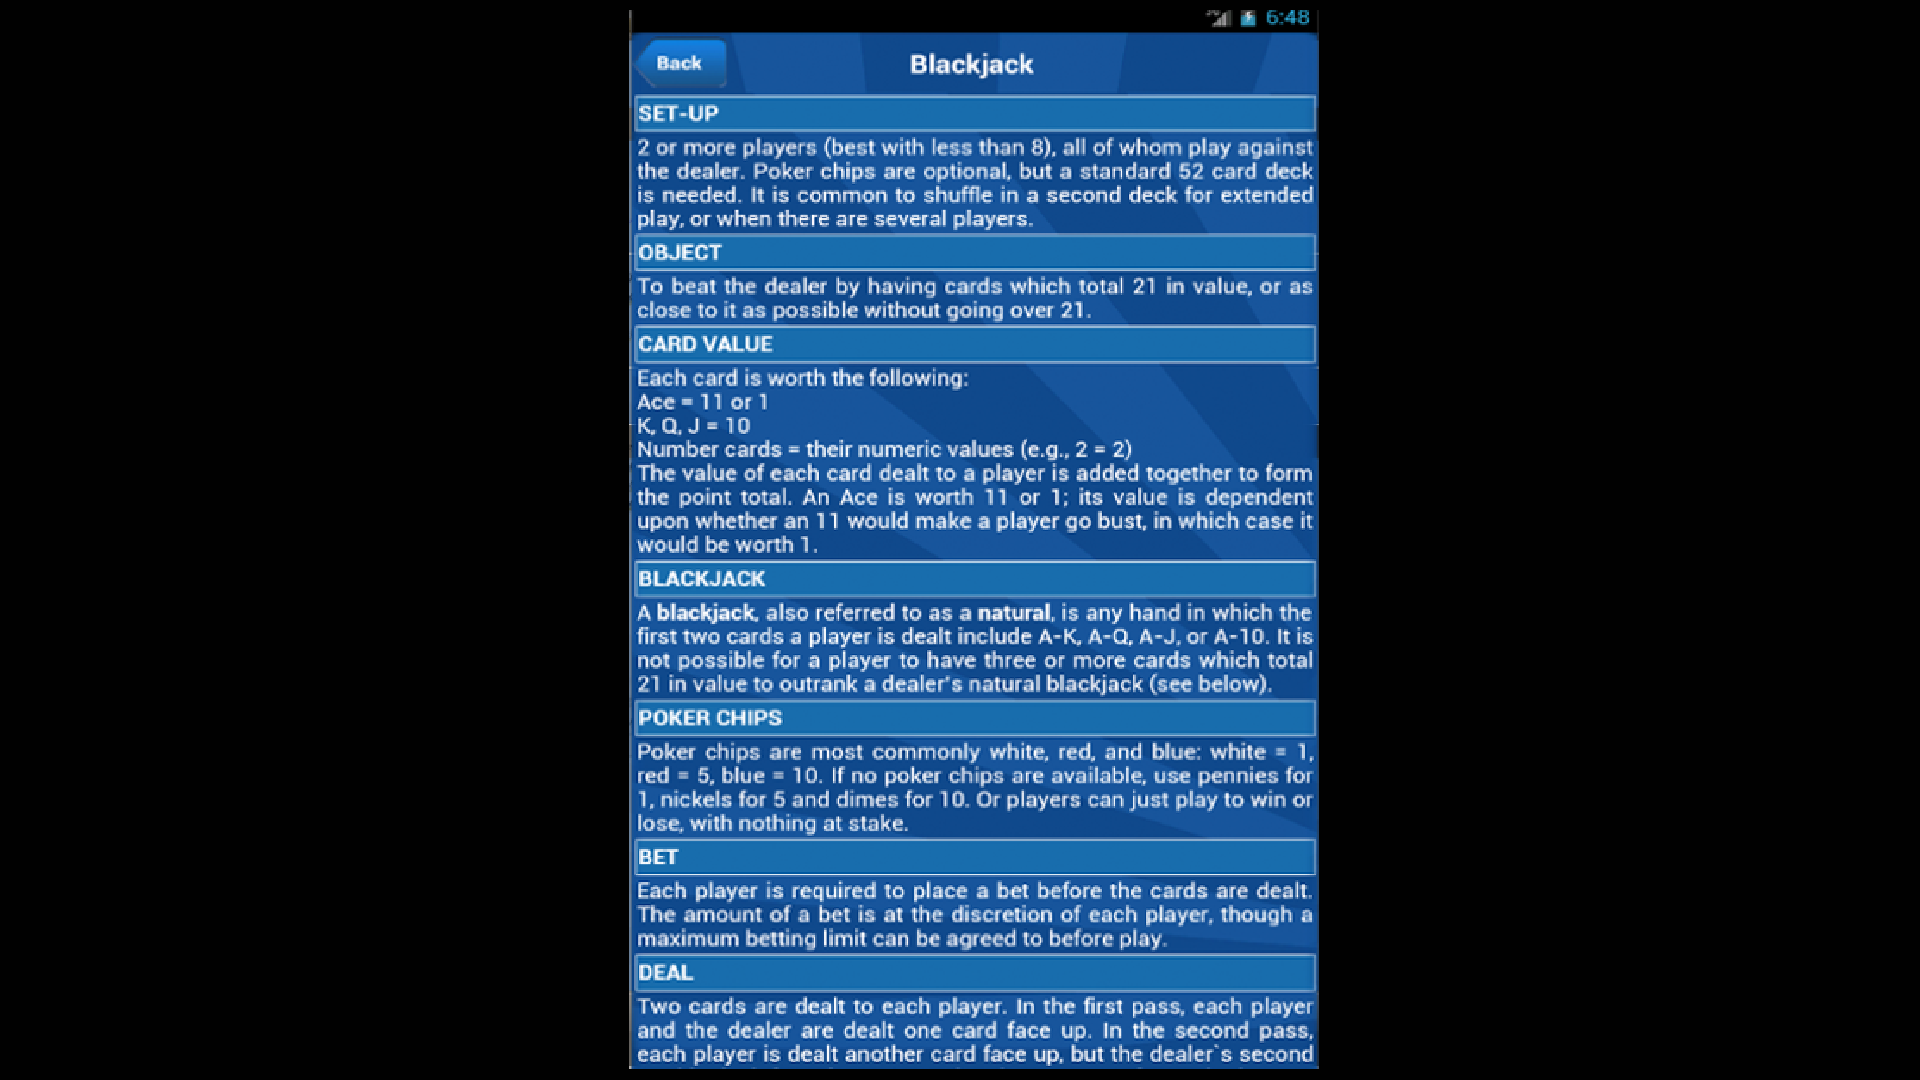 6:48
Back
Blackjack
SET-UP
2 or more players (best with less than 8), all of whom play against
the dealer. Poker chips are optional, but a standard 52 card deck
is needed. It is common to shuffle in a second deck for extended
play, or when there are several players.
OBJECT
To beat the dealer by having cards which total 21 in value, or as
close to it as possible without going over 21.
CARD VALUE
Each card is worth the following:
Ace = 11 or 1
K, Q, J = 10
Number cards = their numeric values (e.g., 2 = 2)
The value of each card dealt to a player is added together to form
the point total. An Ace is worth 11 or 1; its value is dependent
upon whether an 11 would make a player go bust, in which case it
would be worth 1.
BLACKJACK
A blackjack, also referred to as a natural, is any hand in which the
first two cards a player is dealt include A-K, A-Q, A-J, or A-10. It is
not possible for a player to have three or more cards which total
21 in value to outrank a dealer's natural blackjack (see below).
POKER CHIPS
Poker chips are most commonly white, red, and blue: white = 1,
red = 5, blue = 10. If no poker chips are available, use pennies for
1, nickels for 5 and dimes for 10. Or players can just play to win or
lose, with nothing at stake.
BET
Each player is required to place a bet before the cards are dealt.
The amount of a bet is at the discretion of each player, though a
maximum betting limit can be agreed to before play.
DEAL
Two cards are dealt to each player. In the first pass, each player
and the dealer are dealt one card face up. In the second pass,
each player is dealt another card face up, but the dealer`s second